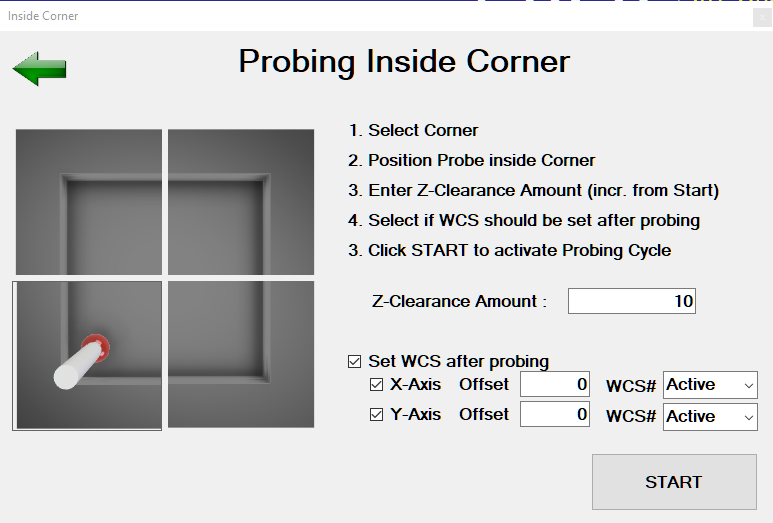 Inside Corner
Probing Inside Corner
1. Select Corner
2. Position Probe inside Corner
3. Enter Z-Clearance Amount (incr. from Start)
4. Select if WCS should be set after probing
3. Click START to activate Probing Cycle
Z-Clearance Amount : 10
Set WCS after probing
X-Axis Offset 0 WCS# Active
Y-Axis Offset 0 WCS# Active
START